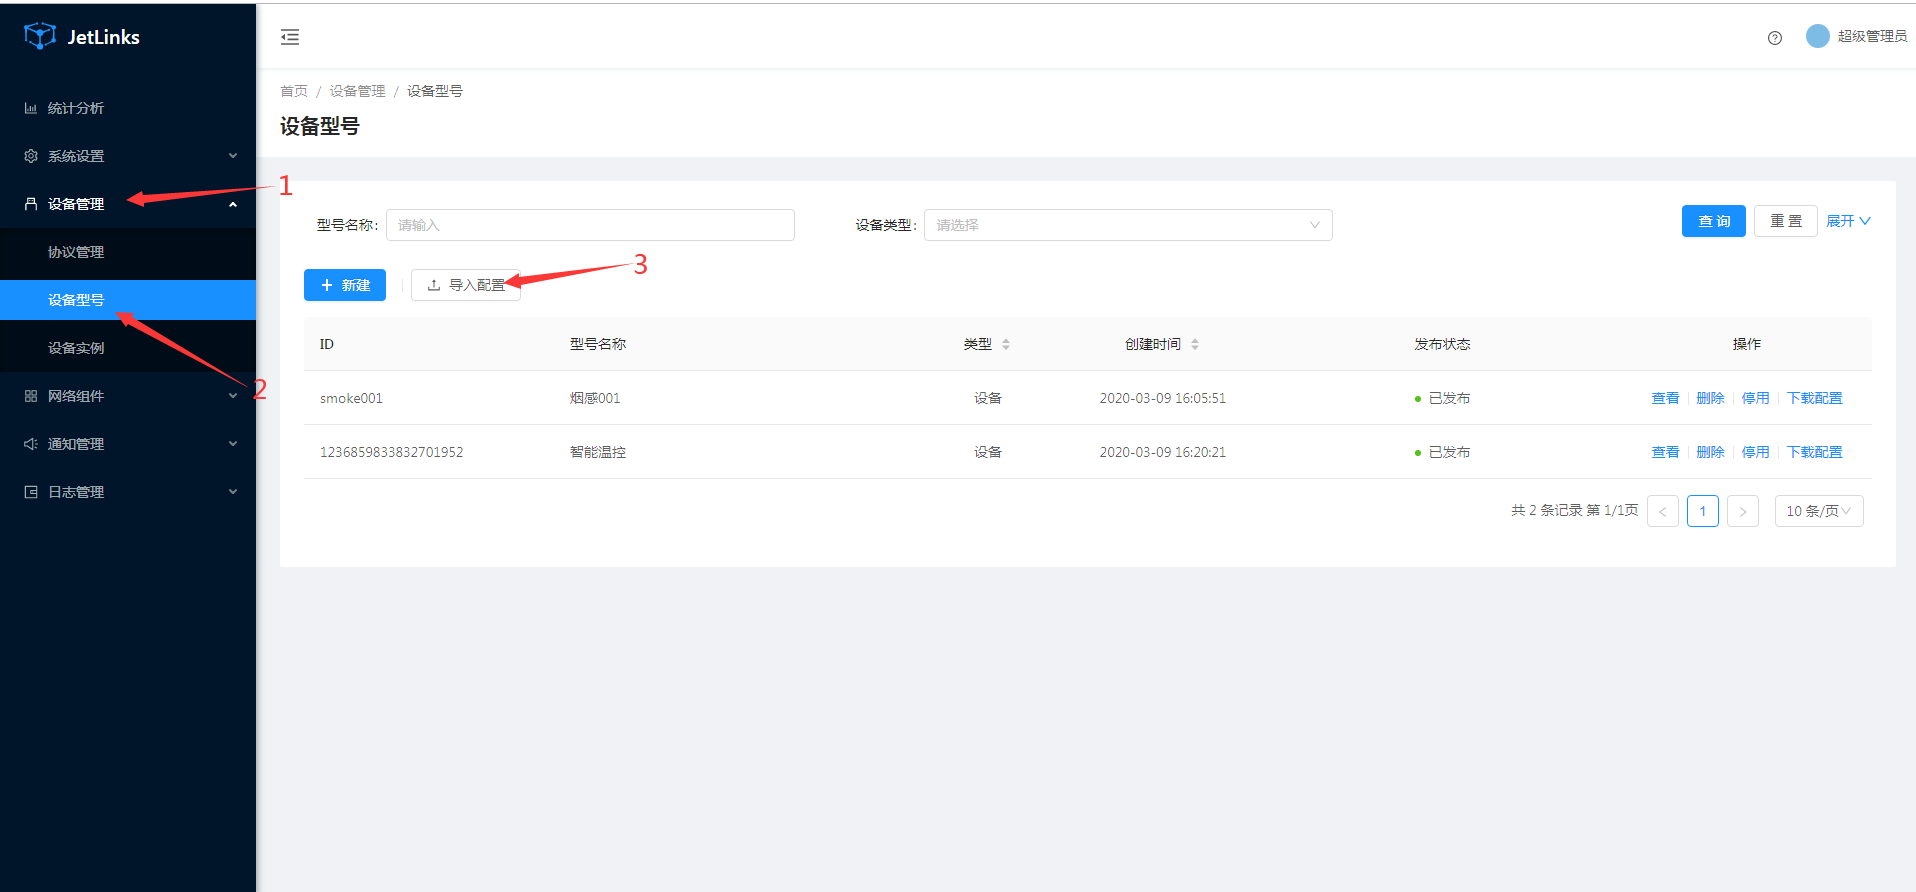 JetLinks
超级管理员
统计分析
系统设置
设备管理
协议管理
设备型号
设备实例
网络组件
通知管理
日志管理
首页 / 设备管理 / 设备型号
设备型号
1
2
3
型号名称: 请输入 设备类型: 请选择 查 询 重 置 展开
新建 导入配置
ID 型号名称 类型 创建时间 发布状态 操作
smoke001 烟感001 设备 2020-03-09 16:05:51 已发布 查看 删除 停用 下载配置
1236859833832701952 智能温控 设备 2020-03-09 16:20:21 已发布 查看 删除 停用 下载配置
共 2 条记录 第 1/1页 < 1 > 10 条/页